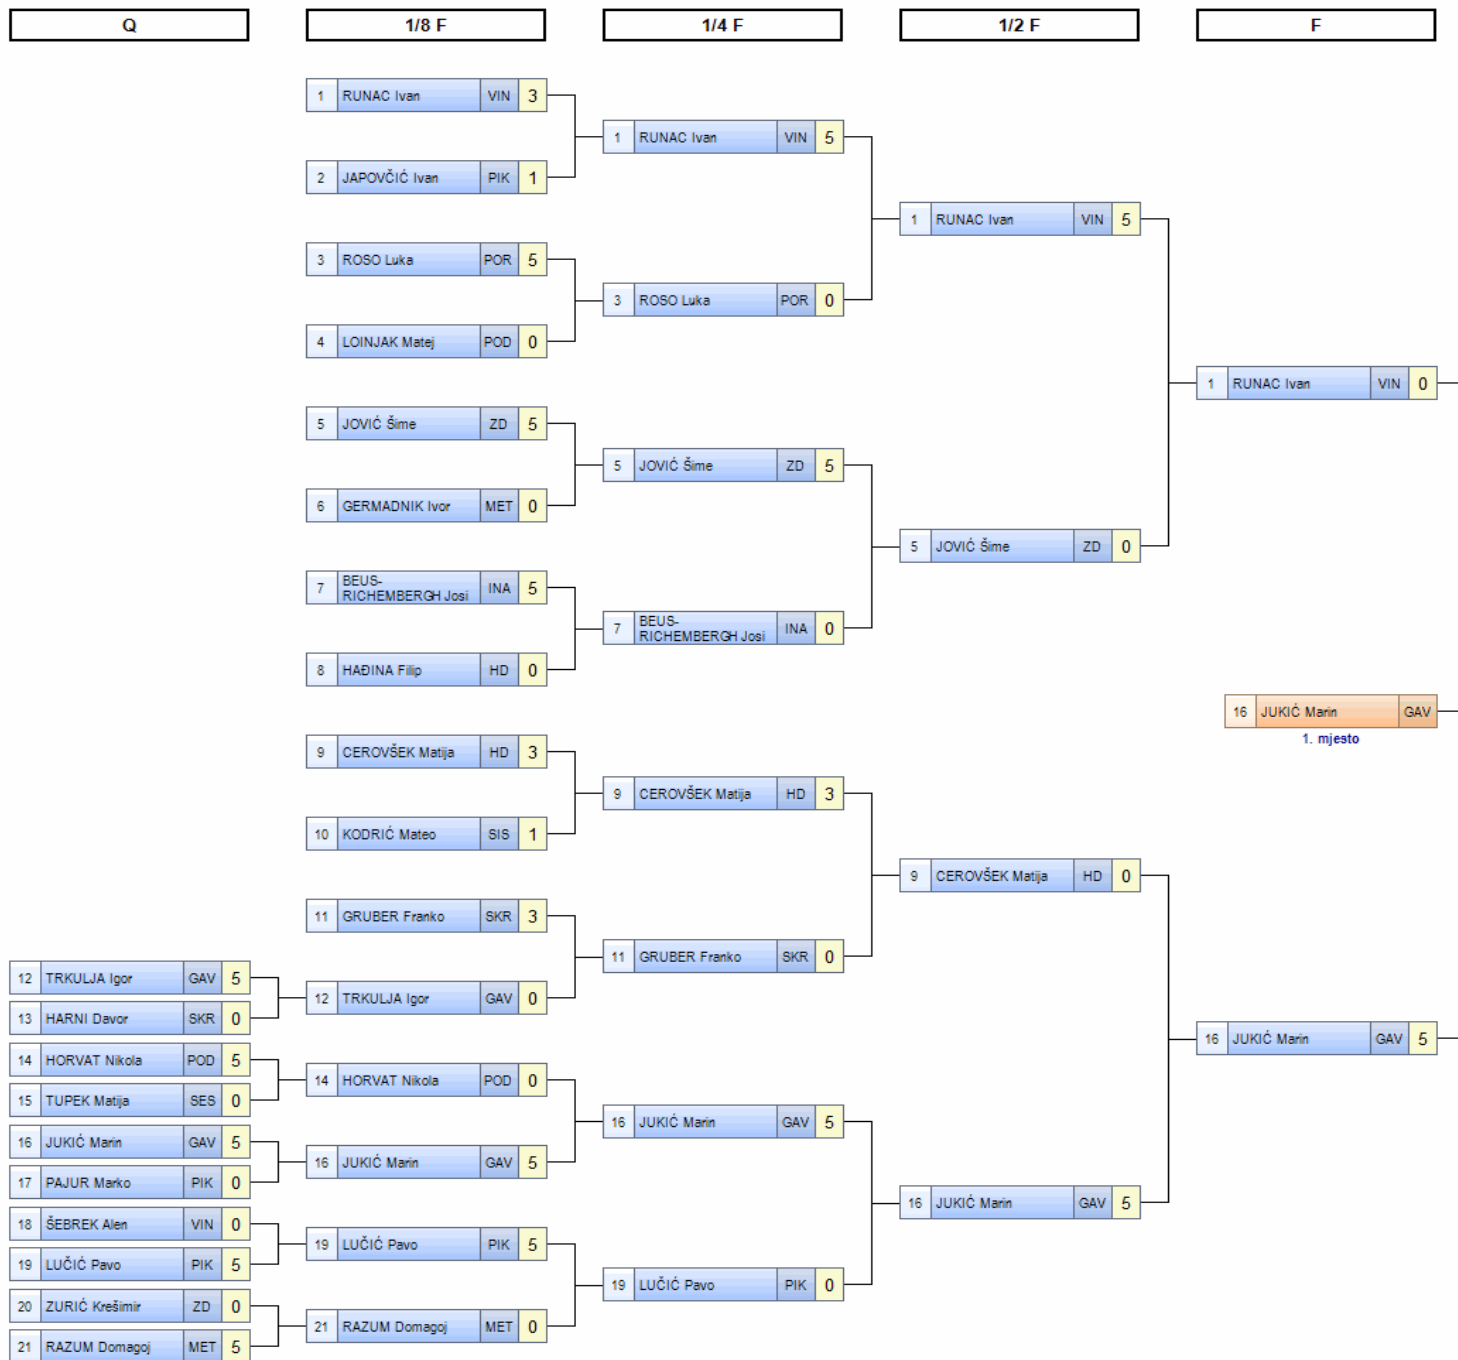 Q 1/8 F 1/4 F 1/2 F F
1 RUNAC Ivan VIN 3
1 RUNAC Ivan VIN 5
2 JAPOVČIĆ Ivan PIK 1
1 RUNAC Ivan VIN 5
3 ROSO Luka POR 5
3 ROSO Luka POR 0
4 LOINJAK Matej POD 0
1 RUNAC Ivan VIN 0
5 JOVIĆ Šime ZD 5
5 JOVIĆ Šime ZD 5
6 GERMADNIK Ivor MET 0
5 JOVIĆ Šime ZD 0
7 BEUS-
RICHEMBERGH Josi INA 5
7 BEUS-
RICHEMBERGH Josi INA 0
8 HAĐINA Filip HD 0
16 JUKIĆ Marin GAV
1. mjesto
9 CEROVŠEK Matija HD 3
9 CEROVŠEK Matija HD 3
10 KODRIĆ Mateo SIS 1
9 CEROVŠEK Matija HD 0
11 GRUBER Franko SKR 3
11 GRUBER Franko SKR 0
12 TRKULJA Igor GAV 5
12 TRKULJA Igor GAV 0
13 HARNI Davor SKR 0
16 JUKIĆ Marin GAV 5
14 HORVAT Nikola POD 5
14 HORVAT Nikola POD 0
15 TUPEK Matija SES 0
16 JUKIĆ Marin GAV 5
16 JUKIĆ Marin GAV 5
16 JUKIĆ Marin GAV 5
17 PAJUR Marko PIK 0
16 JUKIĆ Marin GAV 5
18 ŠEBREK Alen VIN 0
19 LUČIĆ Pavo PIK 5
19 LUČIĆ Pavo PIK 5
19 LUČIĆ Pavo PIK 0
20 ZURIĆ Krešimir ZD 0
21 RAZUM Domagoj MET 0
21 RAZUM Domagoj MET 5